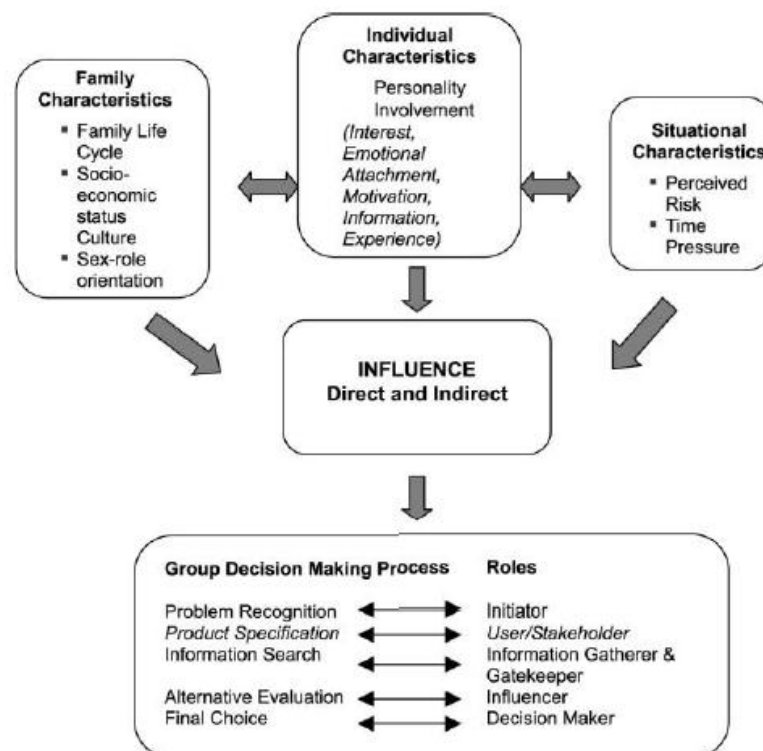 Family
Characteristics
▪ Family Life
Cycle
▪ Socio-
economic
status
Culture
▪ Sex-role
orientation
Individual
Characteristics
Personality
Involvement
(Interest,
Emotional
Attachment,
Motivation,
Information,
Experience)
Situational
Characteristics
▪ Perceived
Risk
▪ Time
Pressure
INFLUENCE
Direct and Indirect
Group Decision Making Process Roles
Problem Recognition Initiator
Product Specification User/Stakeholder
Information Search Information Gatherer &
Gatekeeper
Alternative Evaluation Influencer
Final Choice Decision Maker